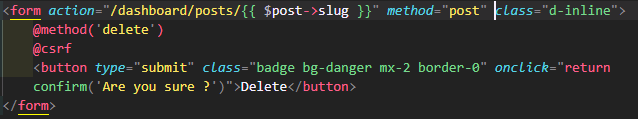 <form action="/dashboard/posts/{{ $post->slug }}" method="post" class="d-inline">
@method('delete')
@csrf
<button type="submit" class="badge bg-danger mx-2 border-0" onclick="return
confirm('Are you sure ?')">Delete</button>
</form>